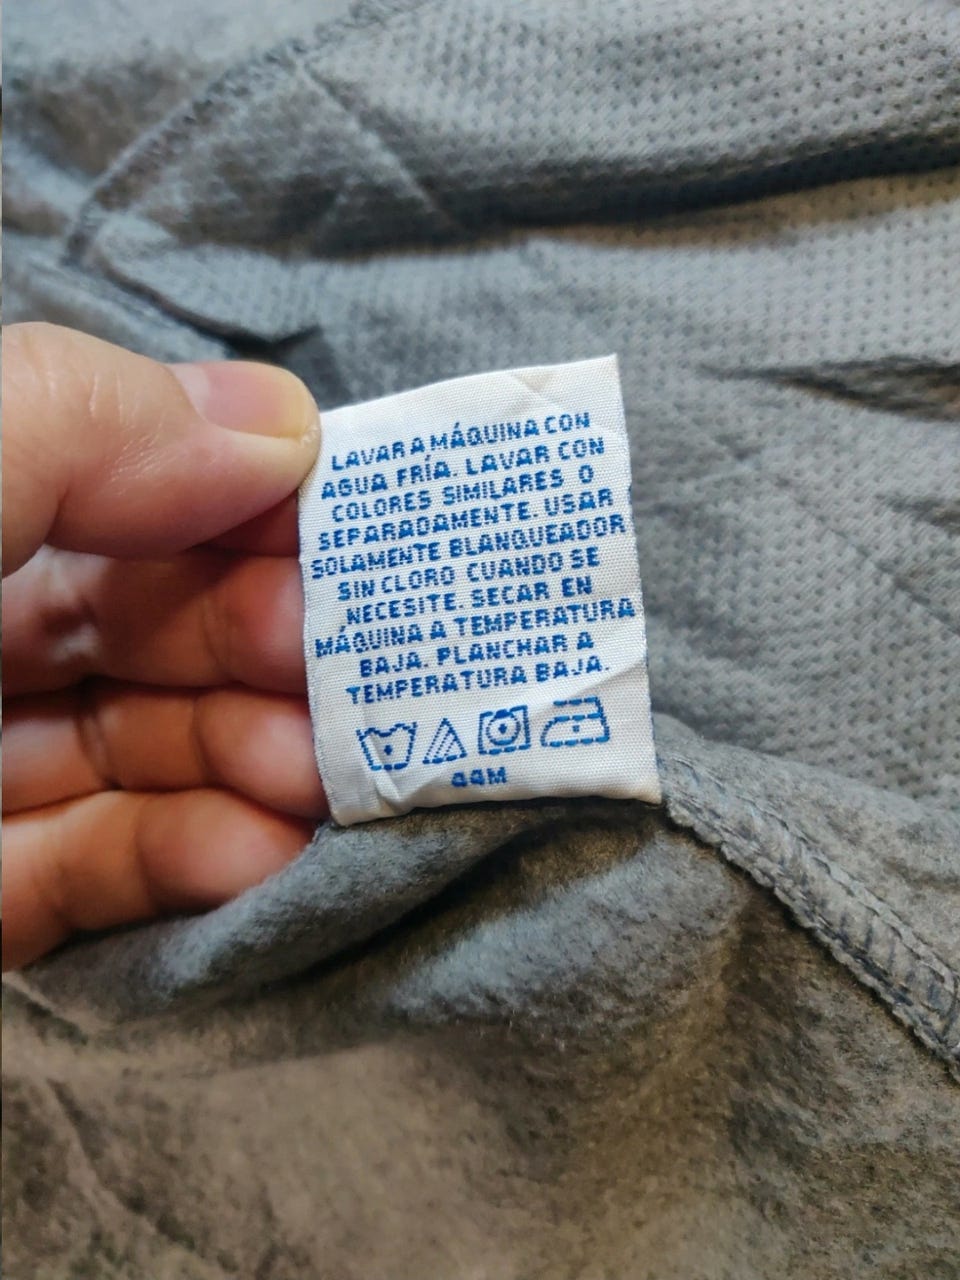 LAVAR A MÁQUINA CON
AGUA FRÍA. LAVAR CON
COLORES SIMILARES O
SEPARADAMENTE. USAR
SOLAMENTE BLANQUEADOR
SIN CLORO CUANDO SE
NECESITE. SECAR EN
MÁQUINA A TEMPERATURA
BAJA. PLANCHAR A
TEMPERATURA BAJA.
44M